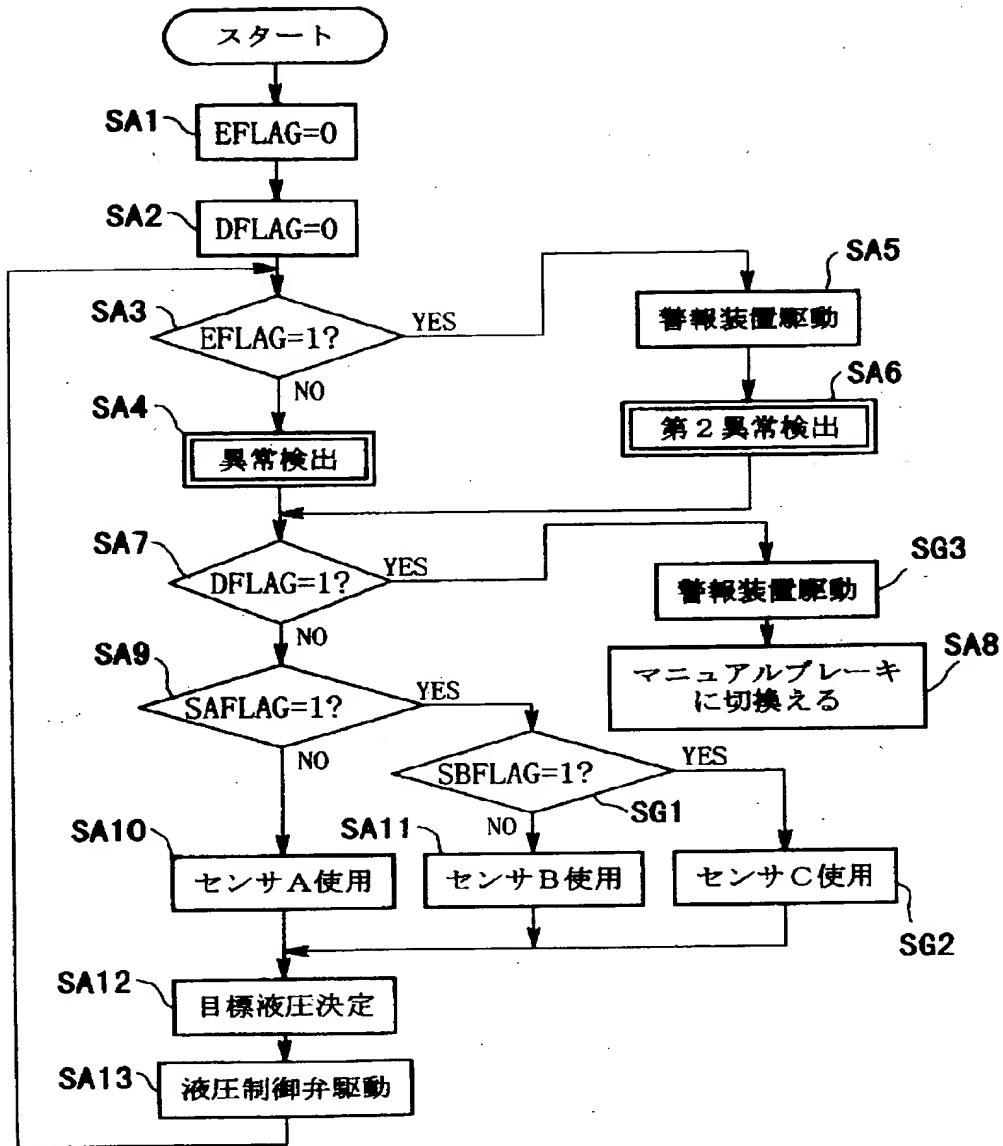 スタート
SA1
EFLAG=0
SA2
DFLAG=0
SA3
EFLAG=1?
YES
NO
SA5
警報装置駆動
SA4
異常検出
SA6
第2異常検出
SA7
DFLAG=1?
YES
NO
SG3
警報装置駆動
SA8
マニュアルブレーキ
に切換える
SA9
SAFLAG=1?
YES
NO
SBFLAG=1?
YES
NO
SG1
SA10
センサA使用
SA11
センサB使用
センサC使用
SG2
SA12
目標液圧決定
SA13
液圧制御弁駆動